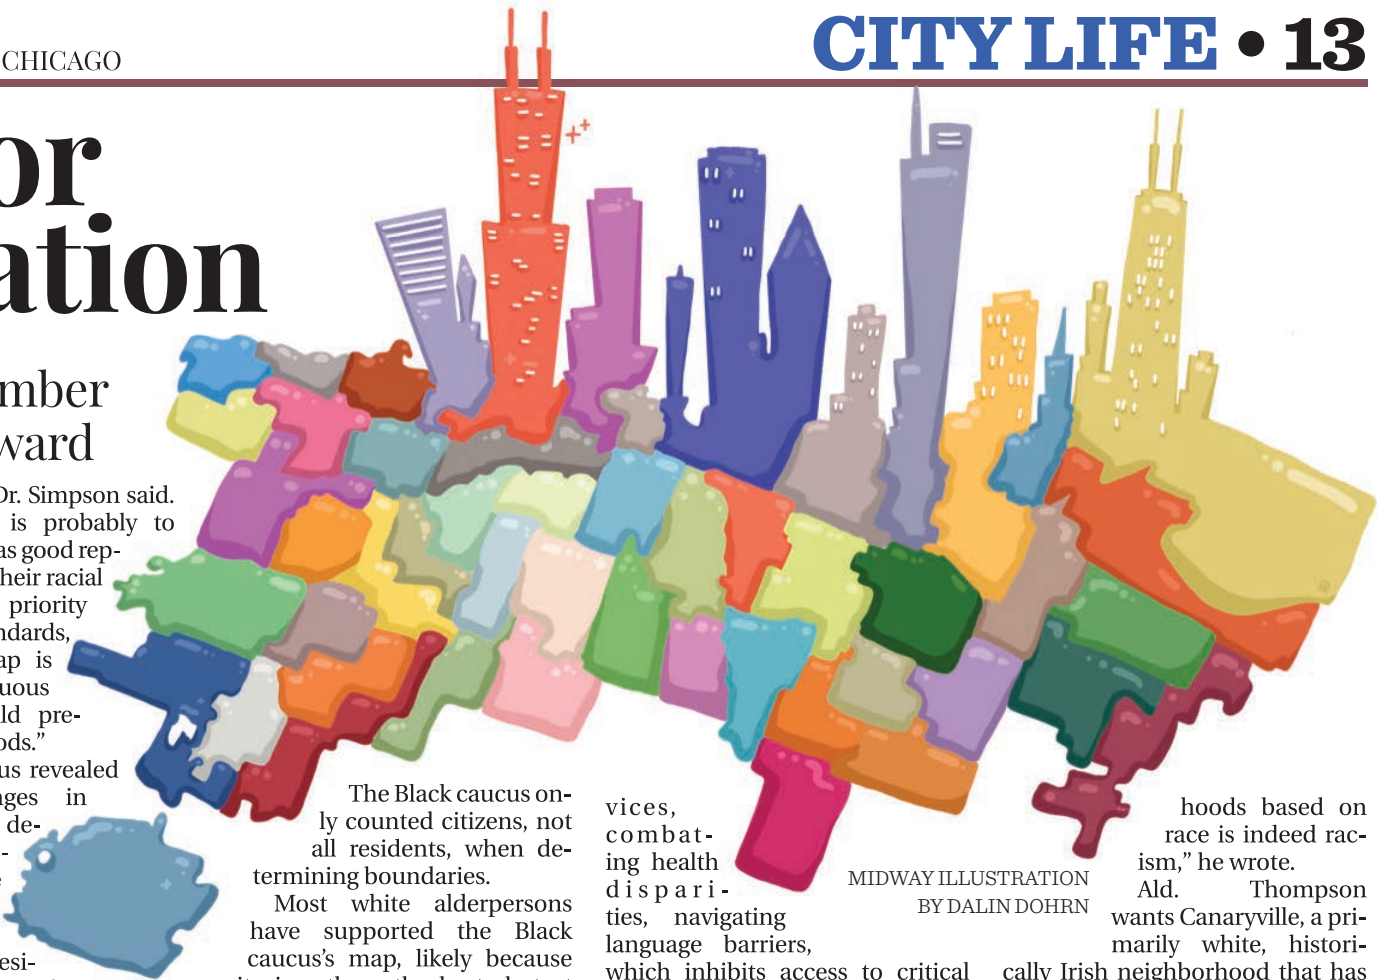 CHICAGO
CITY LIFE • 13
or
ation
mber
ward
Dr. Simpson said.
is probably to
as good rep-
heir racial
priority
ndards,
ap is
uous
ld pre-
ods.”
us revealed
nges in
de-
-
esi-
The Black caucus on-
ly counted citizens, not
all residents, when de-
termining boundaries.
Most white alderpersons
have supported the Black
caucus’s map, likely because
vices,
combat-
ing health
dispari-
ties, navigating
language barriers,
which inhibits access to critical
MIDWAY ILLUSTRATION
BY DALIN DOHRN
hoods based on
race is indeed rac-
ism,” he wrote.
Ald. Thompson
wants Canaryville, a pri-
marily white, histori-
cally Irish neighborhood that has